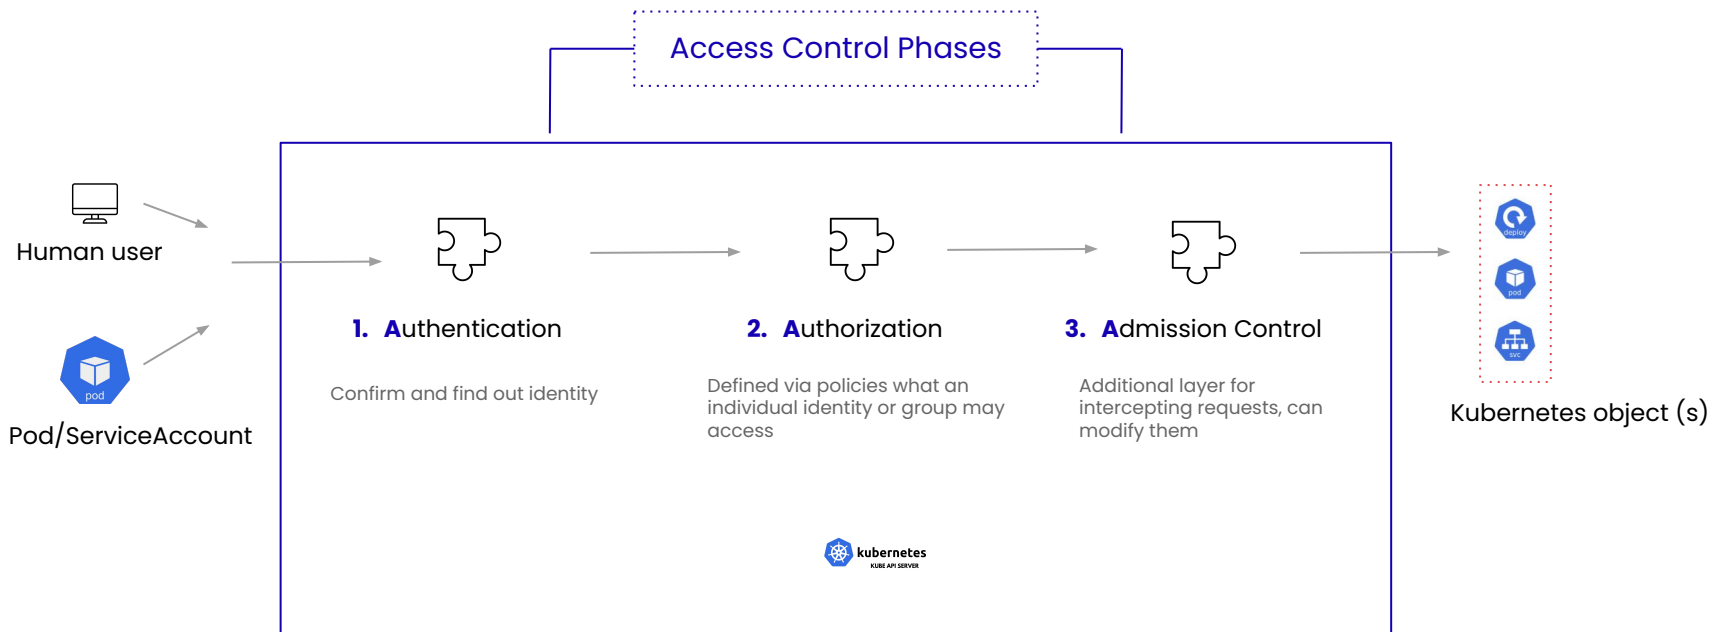 Access Control Phases
Human user
pod
Pod/ServiceAccount
1. Authentication
Confirm and find out identity
2. Authorization
Defined via policies what an
individual identity or group may
access
3. Admission Control
Additional layer for
intercepting requests, can
modify them
kubernetes
KUBE API SERVER
deploy
pod
svc
Kubernetes object (s)